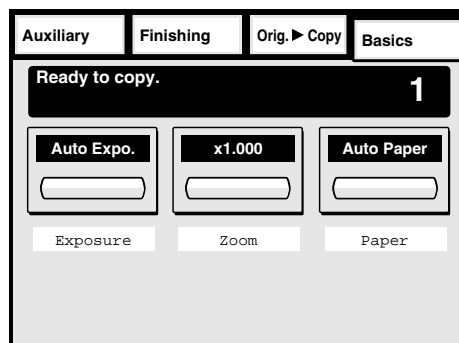 Auxiliary Finishing Orig.▶Copy Basics
Ready to copy. 1
Auto Expo. x1.000 Auto Paper
Exposure Zoom Paper